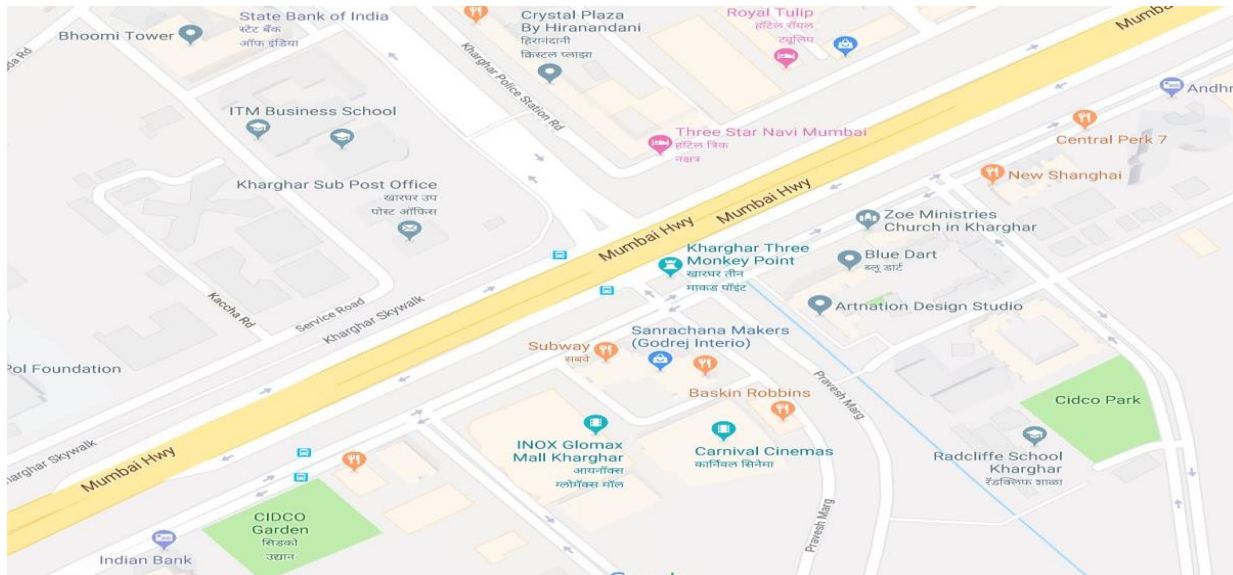 State Bank of India
स्टेट बैंक
ऑफ इंडिया
Bhoomi Tower
Crystal Plaza
By Hiranandani
हिरानंदानी
क्रिस्टल प्लाझा
Royal Tulip
हॉटेल रॉयल
ट्यूलिप
Mumbai
da Rd
Kharghar Police Station Rd
ITM Business School
Three Star Navi Mumbai
हॉटेल त्रिक
नक्षत्र
Andhr
Central Perk 7
New Shanghai
Kharghar Sub Post Office
खारघर उप
पोस्ट ऑफिस
Mumbai Hwy
Mumbai Hwy
Zoe Ministries
Church in Kharghar
Kharghar Three
Monkey Point
खारघर तीन
माकड पॉइंट
Blue Dart
ब्लू डार्ट
Artnation Design Studio
Kaccha Rd
Service Road
Kharghar Skywalk
Sanrachana Makers
(Godrej Interio)
Subway
सबवे
Pol Foundation
Baskin Robbins
Pravesh Marg
Cidco Park
INOX Glomax
Mall Kharghar
आयनॉक्स
ग्लोमॅक्स मॉल
Carnival Cinemas
कार्निवल सिनेमा
Radcliffe School
Kharghar
रॅडक्लिफ शाळा
harghar Skywalk
Mumbai Hwy
CIDCO
Garden
सिडको
उद्यान
Indian Bank
Pravesh Marg